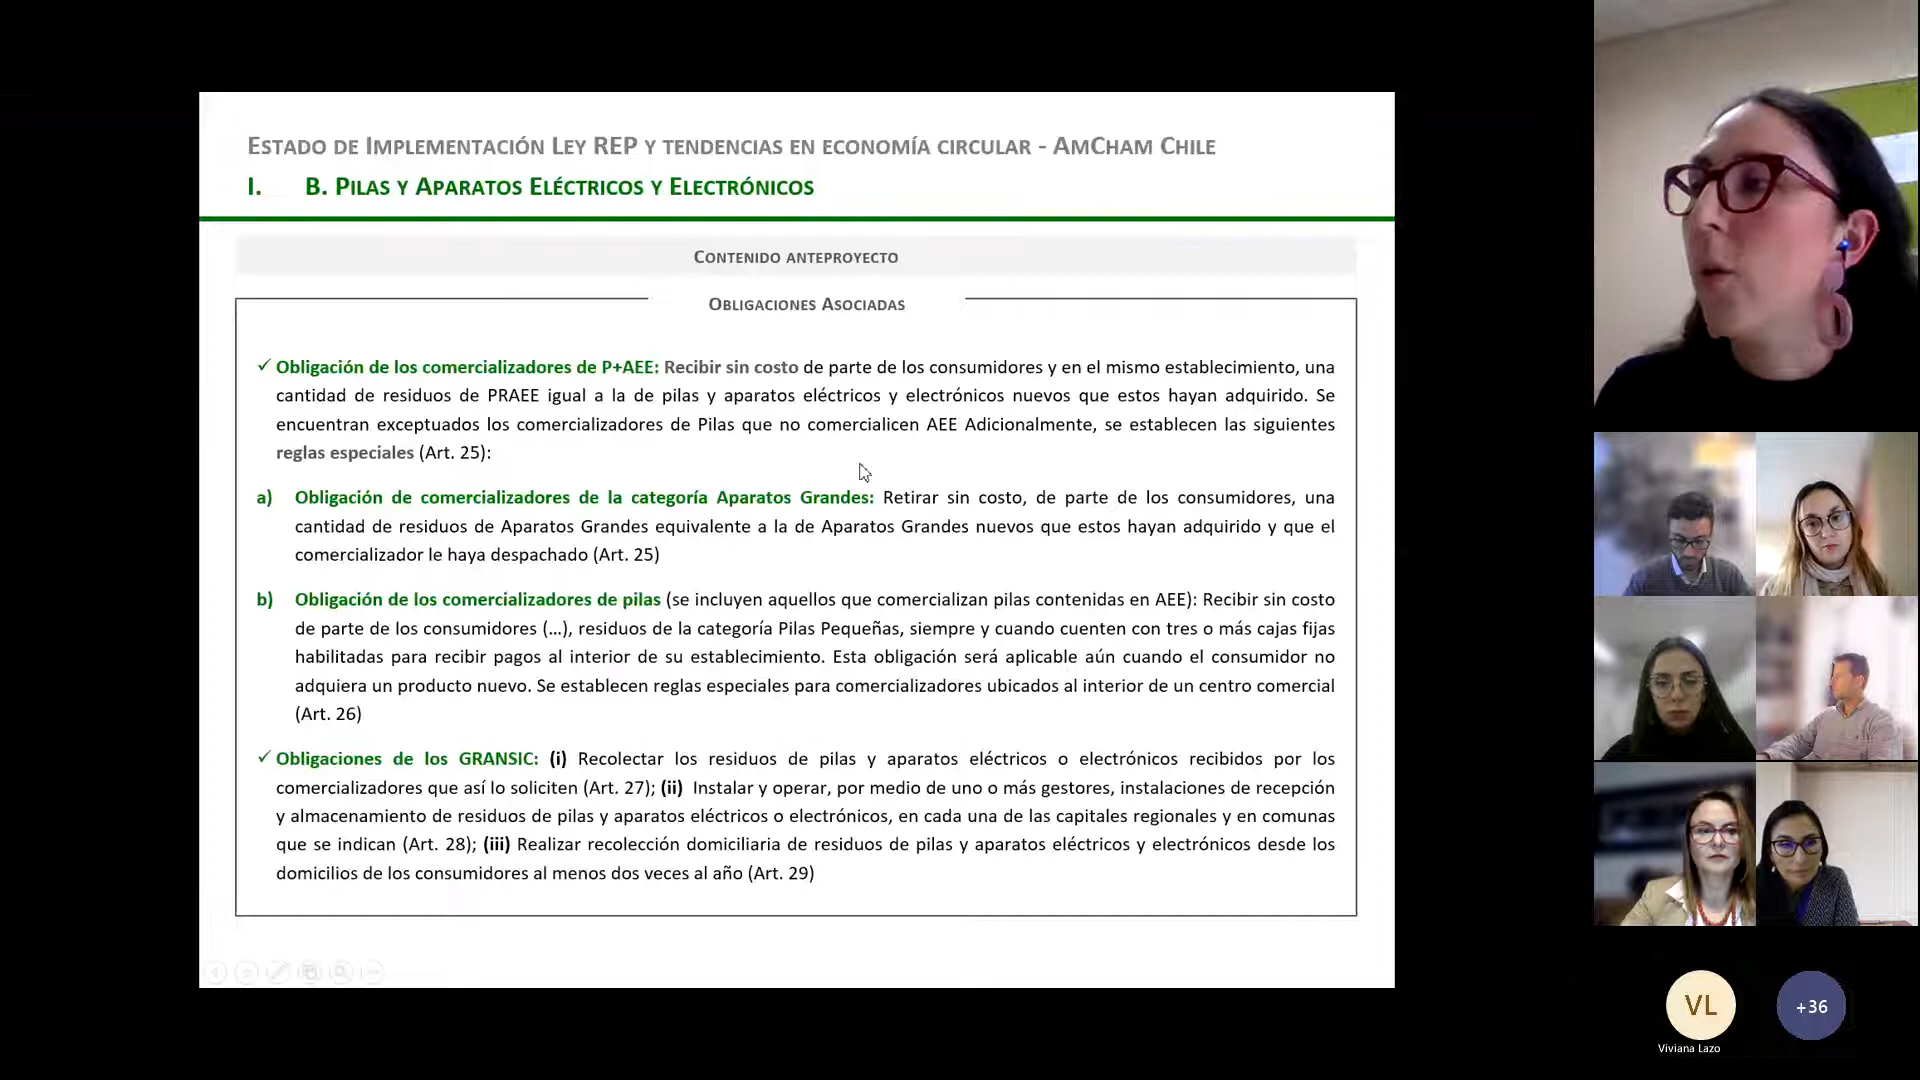 ESTADO DE IMPLEMENTACIÓN LEY REP Y TENDENCIAS EN ECONOMÍA CIRCULAR - AMCHAM CHILE
I. B. PILAS Y APARATOS ELÉCTRICOS Y ELECTRÓNICOS
CONTENIDO ANTEPROYECTO
OBLIGACIONES ASOCIADAS
✓ Obligación de los comercializadores de P+AEE: Recibir sin costo de parte de los consumidores y en el mismo establecimiento, una
cantidad de residuos de PRAEE igual a la de pilas y aparatos eléctricos y electrónicos nuevos que estos hayan adquirido. Se
encuentran exceptuados los comercializadores de Pilas que no comercialicen AEE Adicionalmente, se establecen las siguientes
reglas especiales (Art. 25):
a) Obligación de comercializadores de la categoría Aparatos Grandes: Retirar sin costo, de parte de los consumidores, una
cantidad de residuos de Aparatos Grandes equivalente a la de Aparatos Grandes nuevos que estos hayan adquirido y que el
comercializador le haya despachado (Art. 25)
b) Obligación de los comercializadores de pilas (se incluyen aquellos que comercializan pilas contenidas en AEE): Recibir sin costo
de parte de los consumidores (…), residuos de la categoría Pilas Pequeñas, siempre y cuando cuenten con tres o más cajas fijas
habilitadas para recibir pagos al interior de su establecimiento. Esta obligación será aplicable aún cuando el consumidor no
adquiera un producto nuevo. Se establecen reglas especiales para comercializadores ubicados al interior de un centro comercial
(Art. 26)
✓ Obligaciones de los GRANSIC: (i) Recolectar los residuos de pilas y aparatos eléctricos o electrónicos recibidos por los
comercializadores que así lo soliciten (Art. 27); (ii) Instalar y operar, por medio de uno o más gestores, instalaciones de recepción
y almacenamiento de residuos de pilas y aparatos eléctricos o electrónicos, en cada una de las capitales regionales y en comunas
que se indican (Art. 28); (iii) Realizar recolección domiciliaria de residuos de pilas y aparatos eléctricos y electrónicos desde los
domicilios de los consumidores al menos dos veces al año (Art. 29)
VL
+36
Viviana Lazo